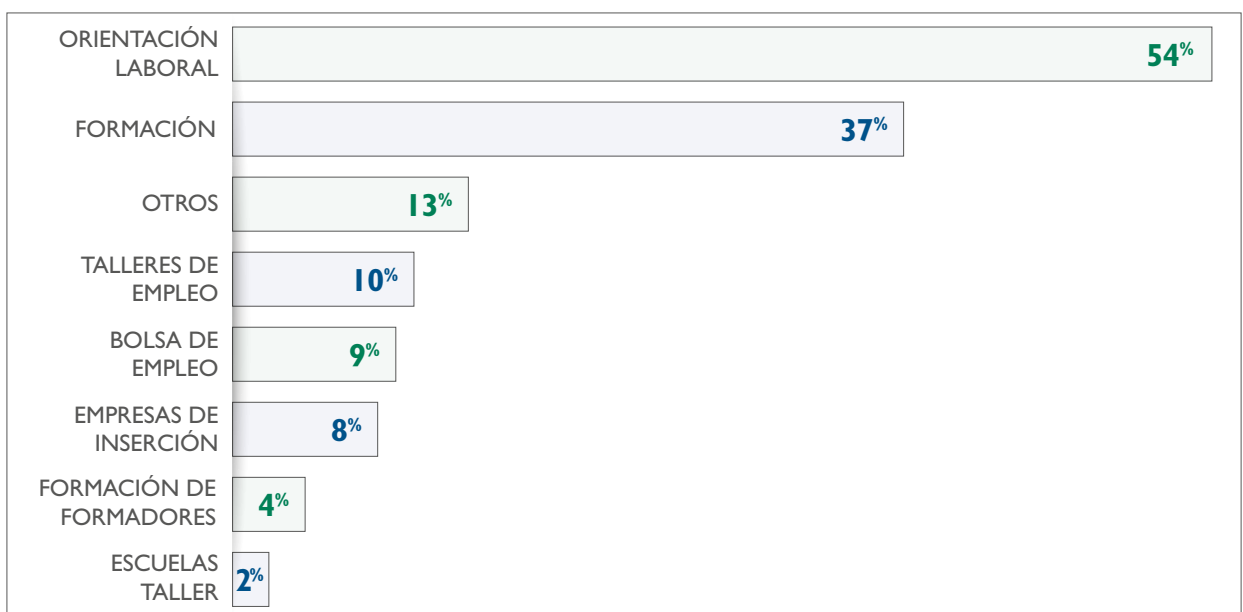 ORIENTACIÓN
LABORAL
54%
FORMACIÓN
37%
OTROS
13%
TALLERES DE
EMPLEO
10%
BOLSA DE
EMPLEO
9%
EMPRESAS DE
INSERCIÓN
8%
FORMACIÓN DE
FORMADORES
4%
ESCUELAS
TALLER
2%